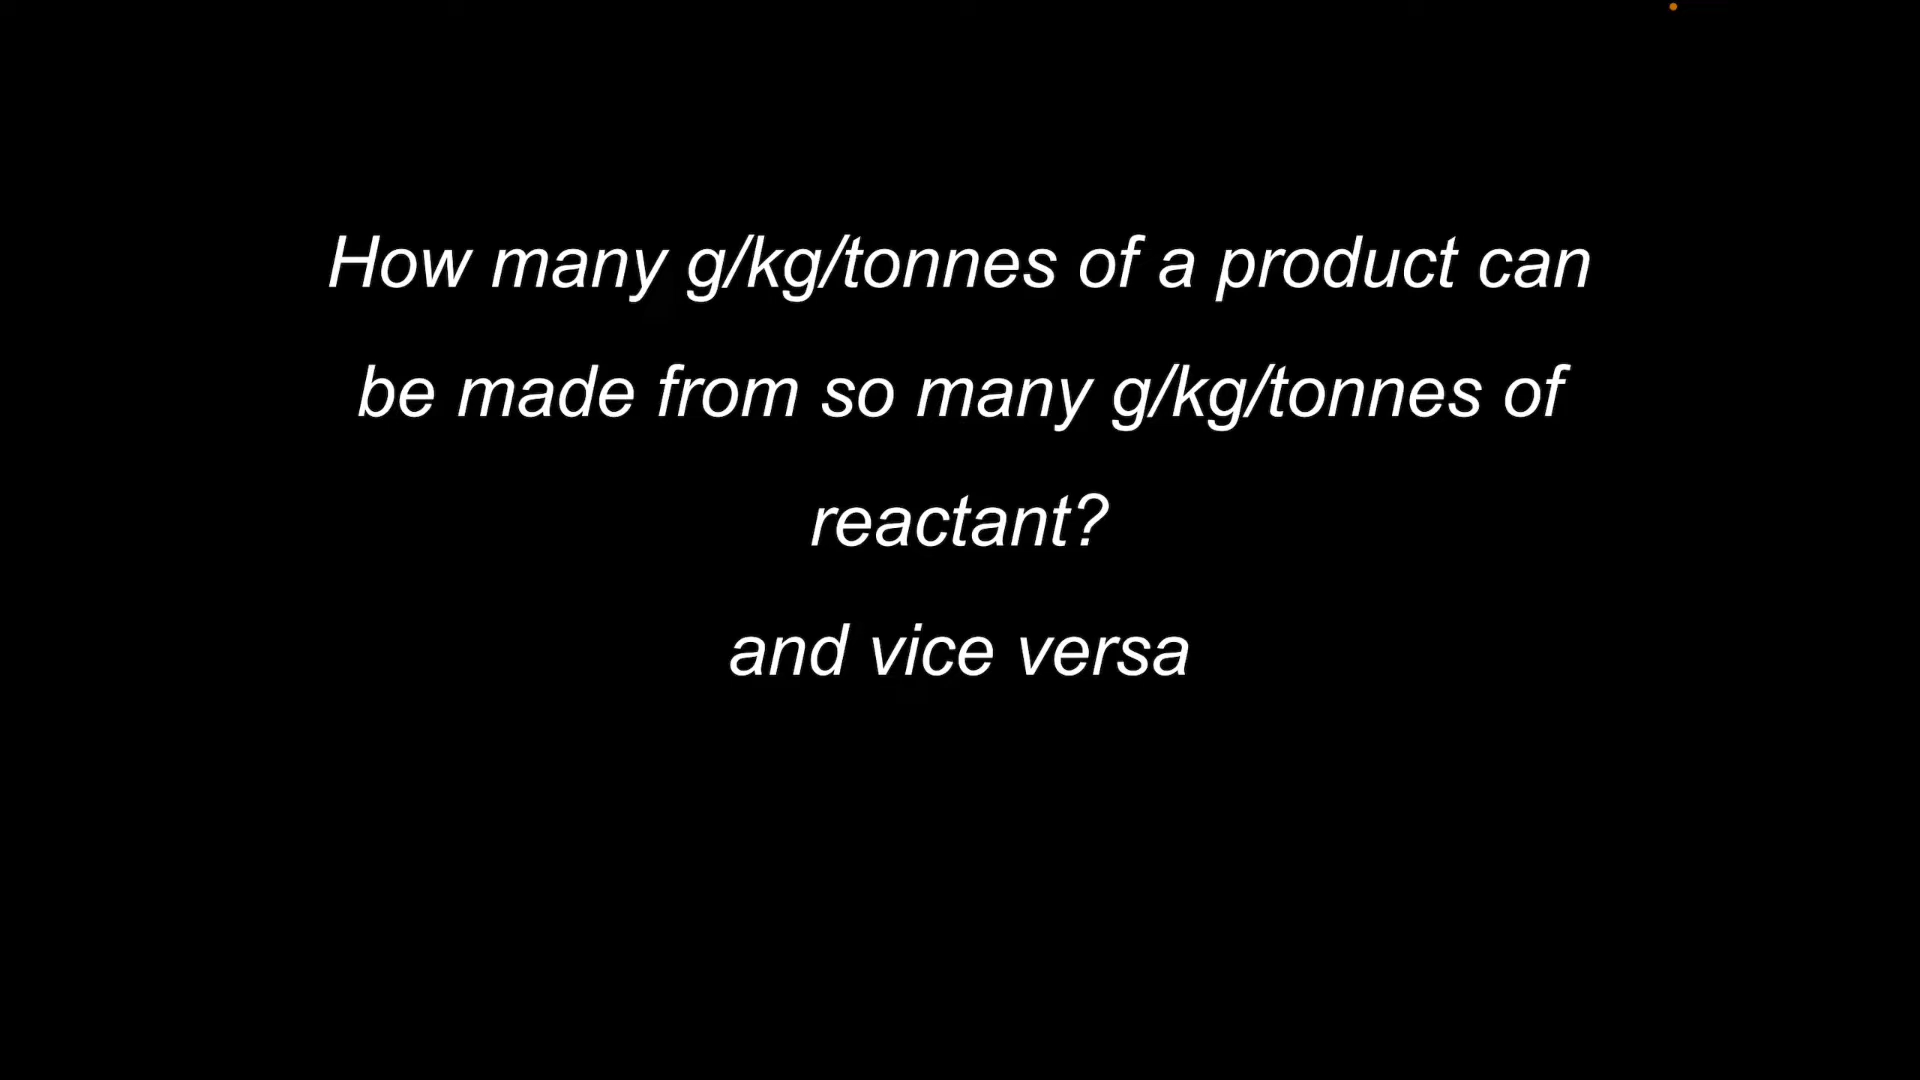 How many g/kg/tonnes of a product can
be made from so many g/kg/tonnes of
reactant?
and vice versa